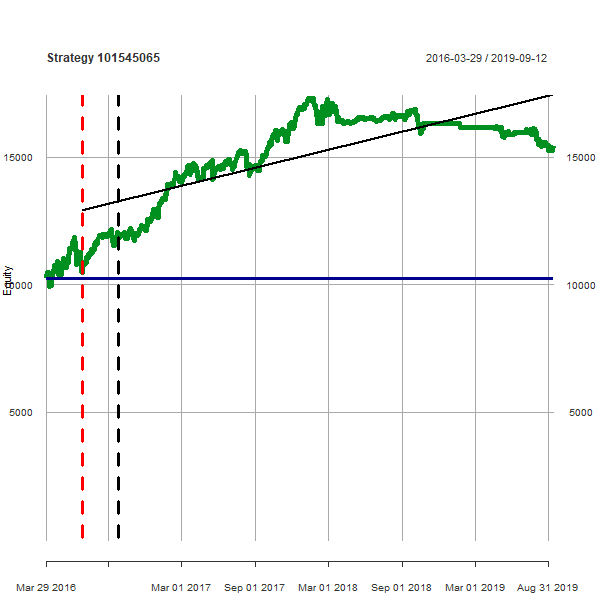 Strategy 101545065
2016-03-29 / 2019-09-12
15000
15000
Equity
10000
10000
5000
5000
Mar 29 2016
Mar 01 2017
Sep 01 2017
Mar 01 2018
Sep 01 2018
Mar 01 2019
Aug 31 2019